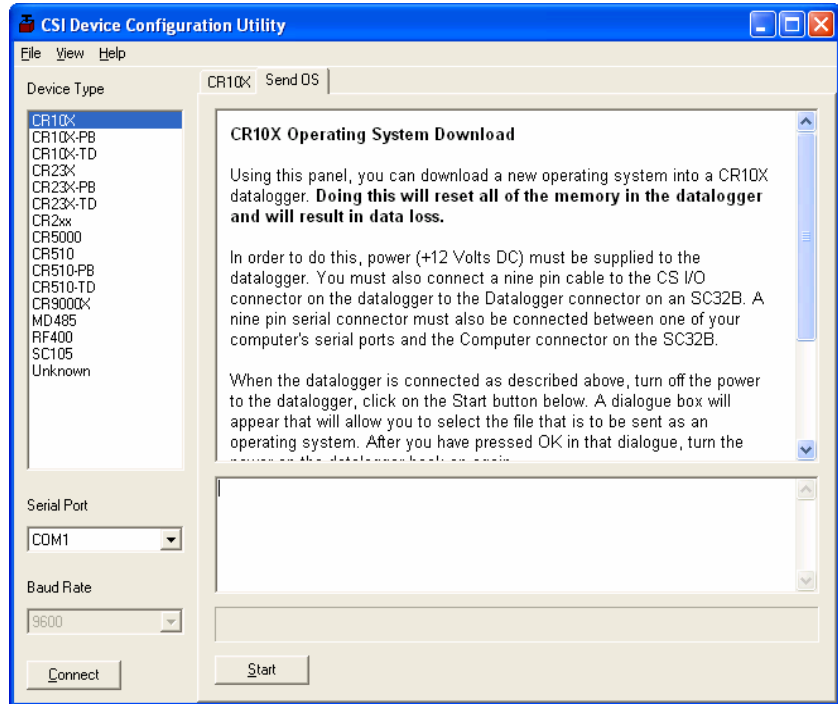 CSI Device Configuration Utility
File View Help
Device Type
CR10X
CR10X-PB
CR10X-TD
CR23X
CR23X-PB
CR23X-TD
CR2xx
CR5000
CR510
CR510-PB
CR510-TD
CR9000X
MD485
RF400
SC105
Unknown
Serial Port
COM1
Baud Rate
9600
Connect
CR10X Send OS
CR10X Operating System Download
Using this panel, you can download a new operating system into a CR10X
datalogger. Doing this will reset all of the memory in the datalogger
and will result in data loss.
In order to do this, power (+12 Volts DC) must be supplied to the
datalogger. You must also connect a nine pin cable to the CS I/O
connector on the datalogger to the Datalogger connector on an SC32B. A
nine pin serial connector must also be connected between one of your
computer's serial ports and the Computer connector on the SC32B.
When the datalogger is connected as described above, turn off the power
to the datalogger, click on the Start button below. A dialogue box will
appear that will allow you to select the file that is to be sent as an
operating system. After you have pressed OK in that dialogue, turn the
Start